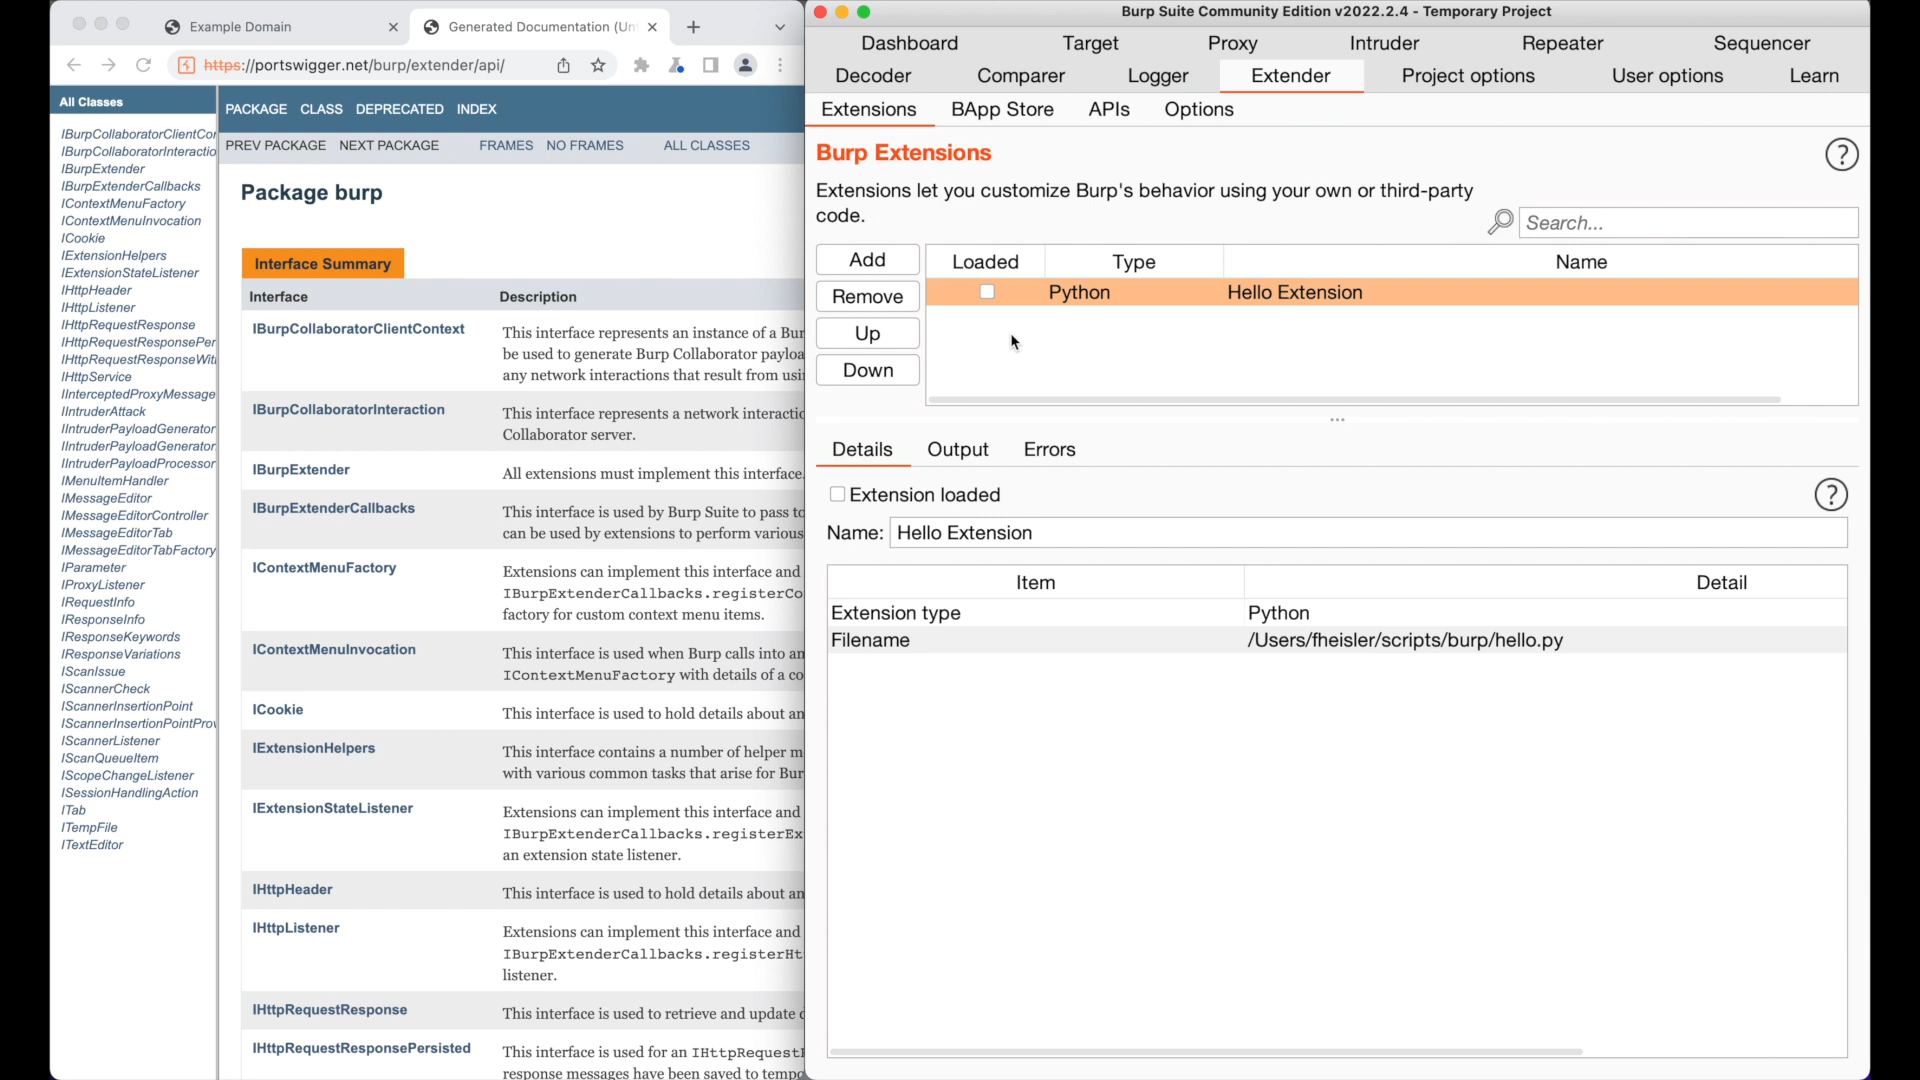 Example Domain
Generated Documentation (Un
https://portswigger.net/burp/extender/api/
All Classes
IBurpCollaboratorClientCon
IBurpCollaboratorInteractio
IBurpExtender
IBurpExtenderCallbacks
IContextMenuFactory
IContextMenuInvocation
ICookie
IExtensionHelpers
IExtensionStateListener
IHttpHeader
IHttpListener
IHttpRequestResponse
IHttpRequestResponsePer
IHttpRequestResponseWith
IHttpService
IInterceptedProxyMessage
IIntruderAttack
IIntruderPayloadGenerator
IIntruderPayloadGenerator
IIntruderPayloadProcessor
IMenuItemHandler
IMessageEditor
IMessageEditorController
IMessageEditorTab
IMessageEditorTabFactory
IParameter
IProxyListener
IRequestInfo
IResponseInfo
IResponseKeywords
IResponseVariations
IScanIssue
IScannerCheck
IScannerInsertionPoint
IScannerInsertionPointProv
IScannerListener
IScanQueueItem
IScopeChangeListener
ISessionHandlingAction
ITab
ITempFile
ITextEditor
PACKAGE CLASS DEPRECATED INDEX
PREV PACKAGE NEXT PACKAGE FRAMES NO FRAMES ALL CLASSES
Package burp
Interface Summary
Interface Description
IBurpCollaboratorClientContext
This interface represents an instance of a Bur
be used to generate Burp Collaborator payloa
any network interactions that result from usi
IBurpCollaboratorInteraction
This interface represents a network interactio
Collaborator server.
IBurpExtender
All extensions must implement this interface.
IBurpExtenderCallbacks
This interface is used by Burp Suite to pass to
can be used by extensions to perform various
IContextMenuFactory
Extensions can implement this interface and
IBurpExtenderCallbacks.registerCo
factory for custom context menu items.
IContextMenuInvocation
This interface is used when Burp calls into an
IContextMenuFactory with details of a co
ICookie
This interface is used to hold details about an
IExtensionHelpers
This interface contains a number of helper m
with various common tasks that arise for Bur
IExtensionStateListener
Extensions can implement this interface and
IBurpExtenderCallbacks.registerEx
an extension state listener.
IHttpHeader
This interface is used to hold details about an
IHttpListener
Extensions can implement this interface and
IBurpExtenderCallbacks.registerHt
listener.
IHttpRequestResponse
This interface is used to retrieve and update d
IHttpRequestResponsePersisted
This interface is used for an IHttpRequestR
response messages have been saved to tempo
Burp Suite Community Edition v2022.2.4 - Temporary Project
Dashboard Target Proxy Intruder Repeater Sequencer
Decoder Comparer Logger Extender Project options User options Learn
Extensions BApp Store APIs Options
Burp Extensions
Extensions let you customize Burp's behavior using your own or third-party
code.
Search...
Add
Remove
Up
Down
Loaded Type Name
Python Hello Extension
Details Output Errors
Extension loaded
Name: Hello Extension
Item Detail
Extension type Python
Filename /Users/fheisler/scripts/burp/hello.py